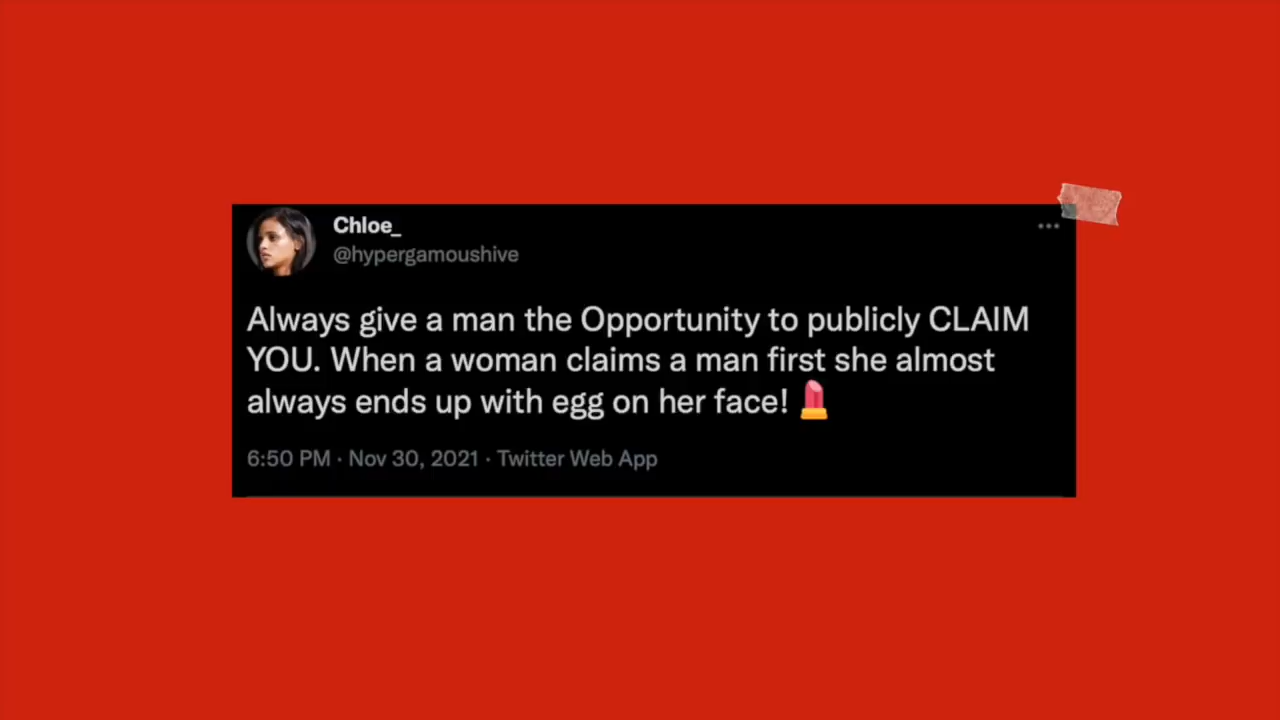 Chloe_
@hypergamoushive
Always give a man the Opportunity to publicly CLAIM
YOU. When a woman claims a man first she almost
always ends up with egg on her face! 💄
6:50 PM · Nov 30, 2021 · Twitter Web App